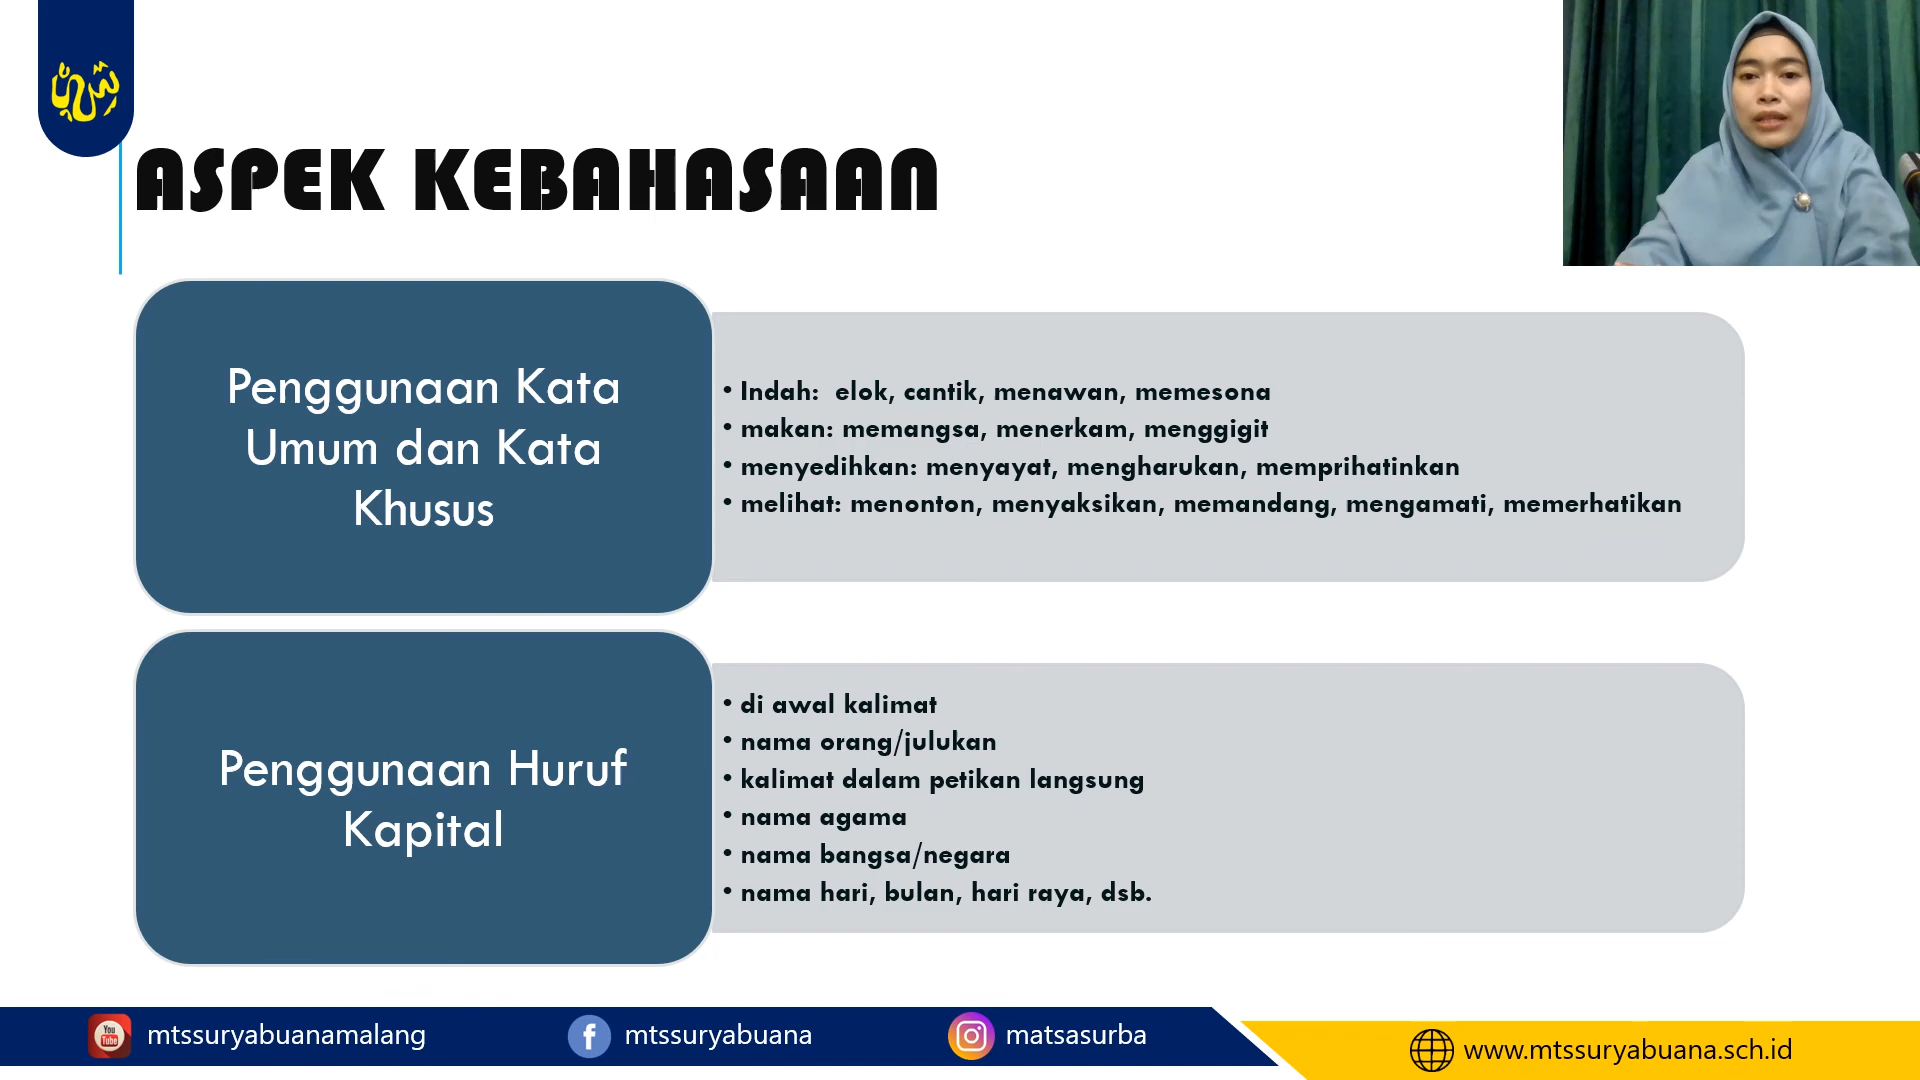 ASPEK KEBAHASAAN
Penggunaan Kata
Umum dan Kata
Khusus
• Indah: elok, cantik, menawan, memesona
• makan: memangsa, menerkam, menggigit
• menyedihkan: menyayat, mengharukan, memprihatinkan
• melihat: menonton, menyaksikan, memandang, mengamati, memerhatikan
Penggunaan Huruf
Kapital
• di awal kalimat
• nama orang/julukan
• kalimat dalam petikan langsung
• nama agama
• nama bangsa/negara
• nama hari, bulan, hari raya, dsb.
You
Tube
mtssuryabuanamalang
mtssuryabuana
matsasurba
www.mtssuryabuana.sch.id